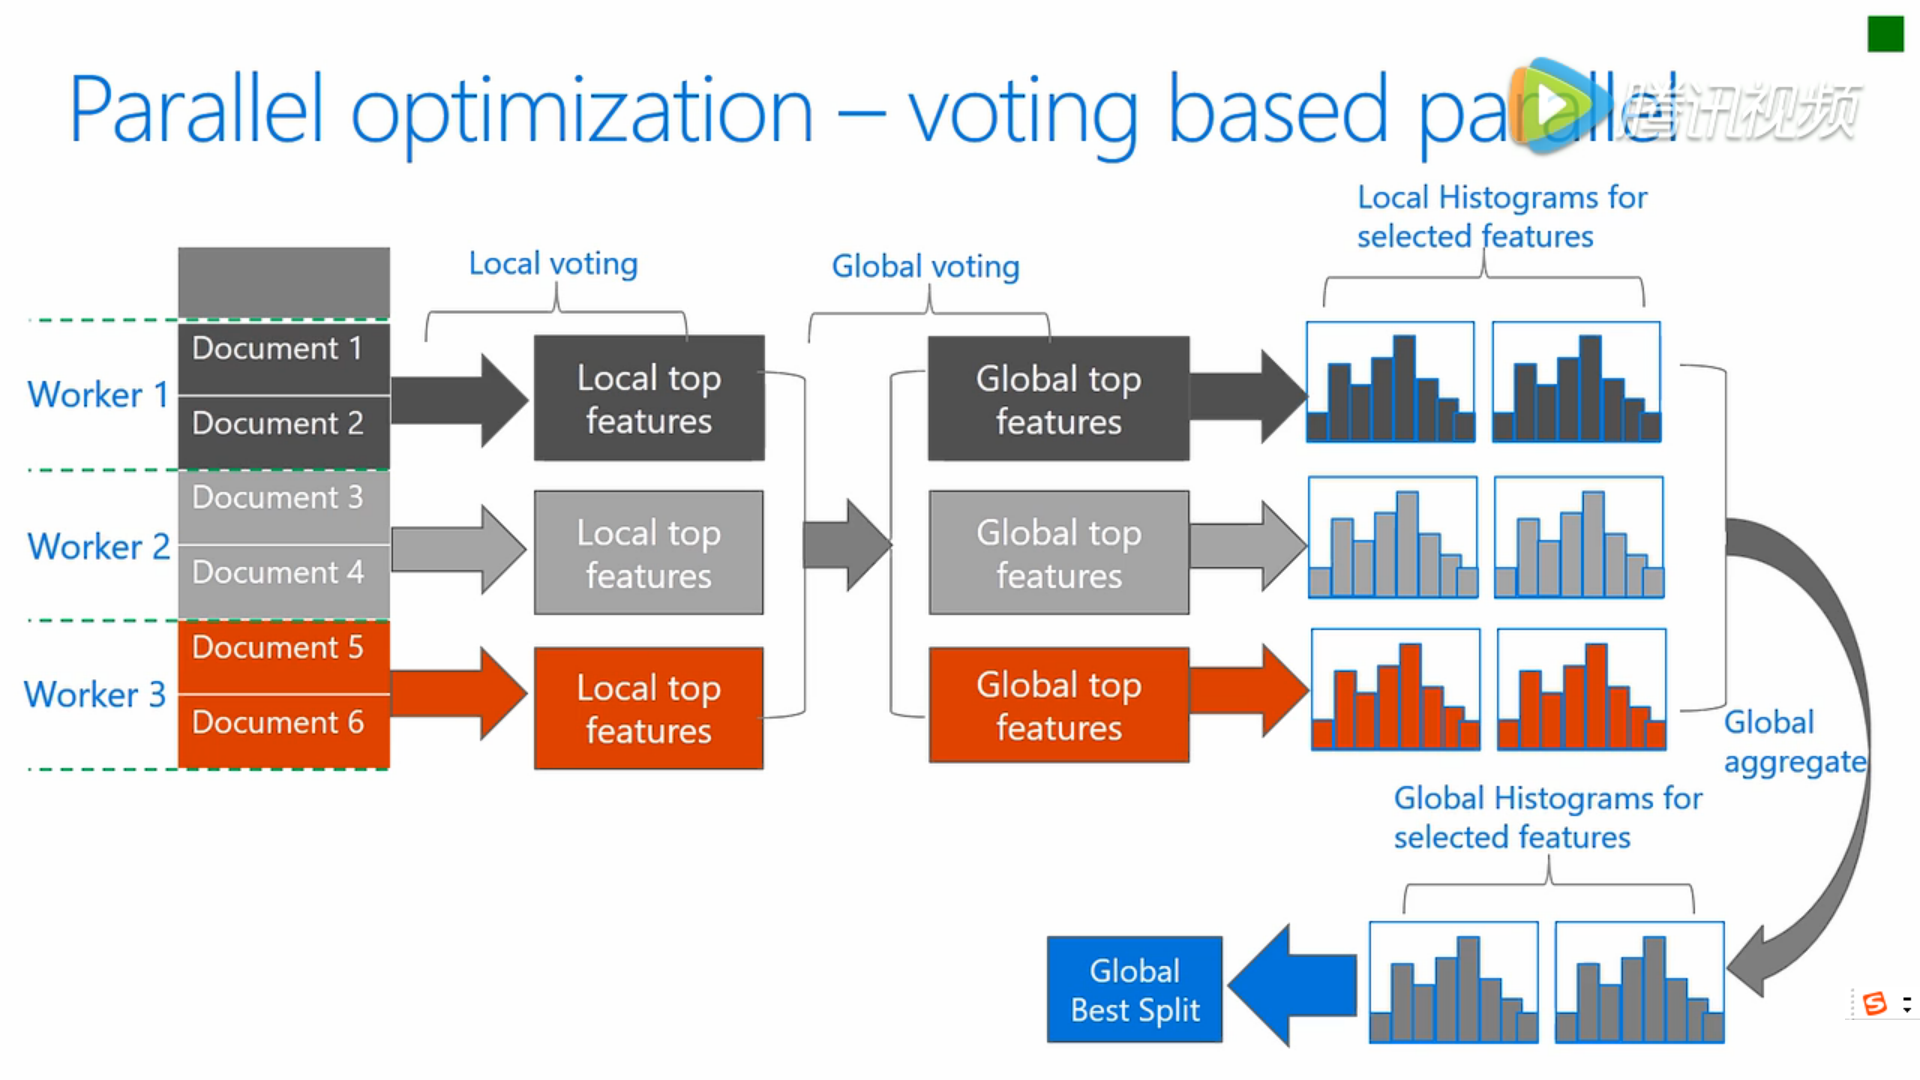 Parallel optimization – voting based parallel
腾讯视频
Local Histograms for
selected features
Local voting
Global voting
Worker 1
Document 1
Document 2
Local top
features
Global top
features
Worker 2
Document 3
Document 4
Local top
features
Global top
features
Worker 3
Document 5
Document 6
Local top
features
Global top
features
Global
aggregate
Global Histograms for
selected features
Global
Best Split
S